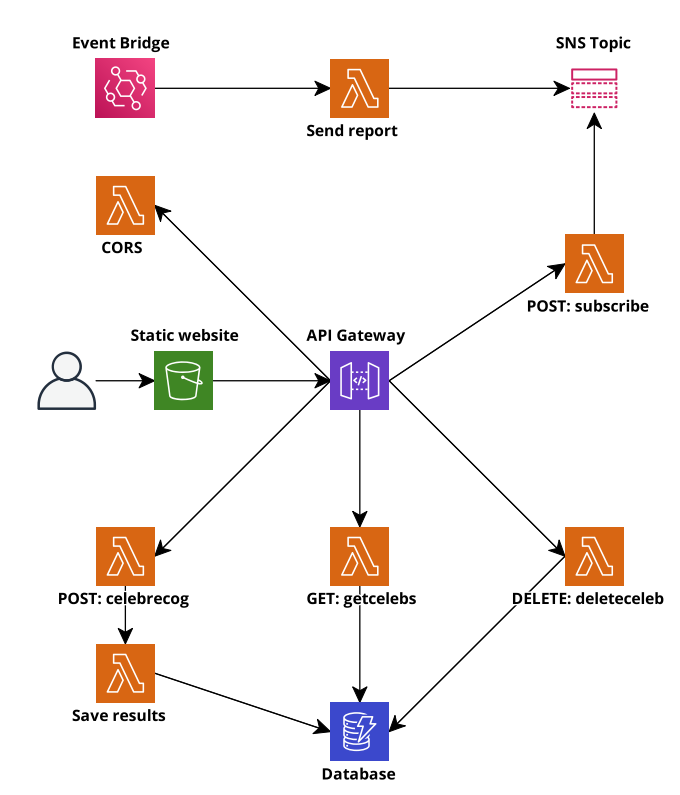 Event Bridge
SNS Topic
Send report
CORS
POST: subscribe
Static website
API Gateway
</>
POST: celebrecog
GET: getcelebs
DELETE: deleteceleb
Save results
Database